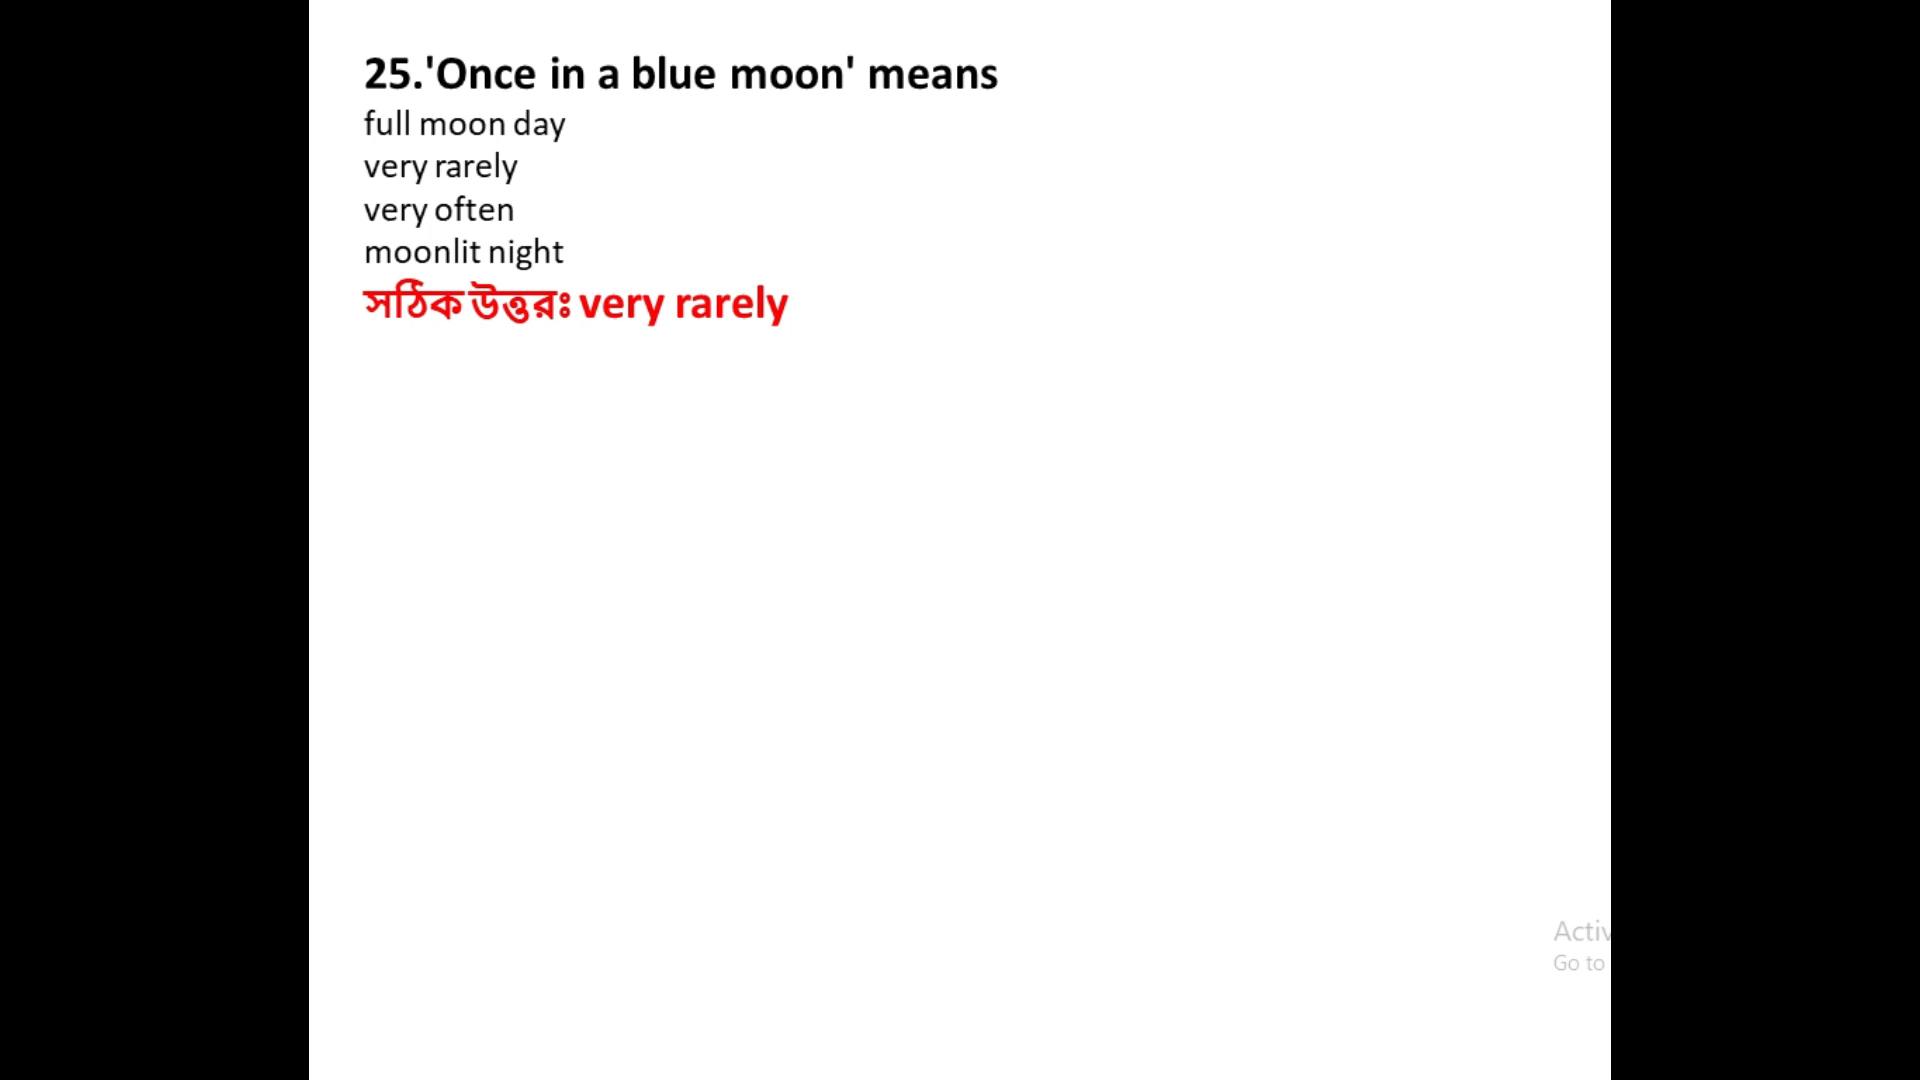 25.'Once in a blue moon' means
full moon day
very rarely
very often
moonlit night
সঠিক উত্তরঃ very rarely
Activ
Go to